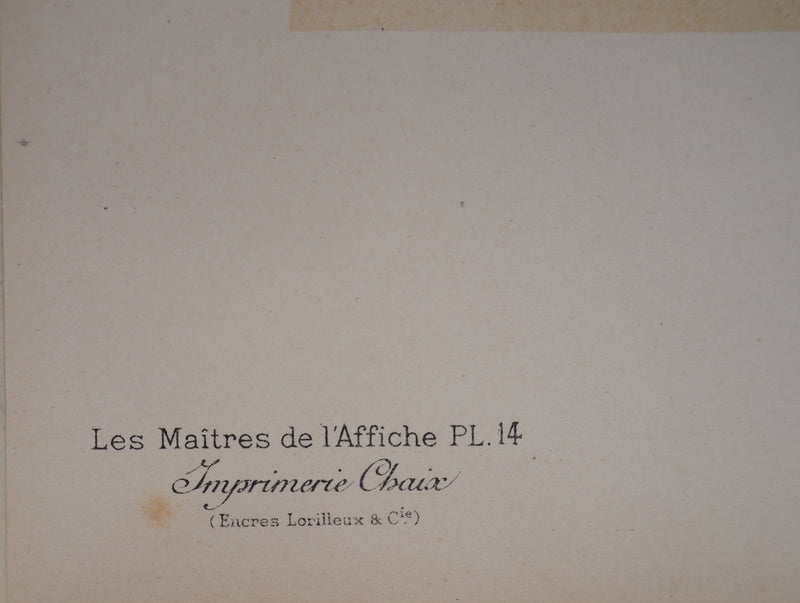 Les Maîtres de l'Affiche PL. 14
Imprimerie Chaix
(Encres Lorilleux & Cie)